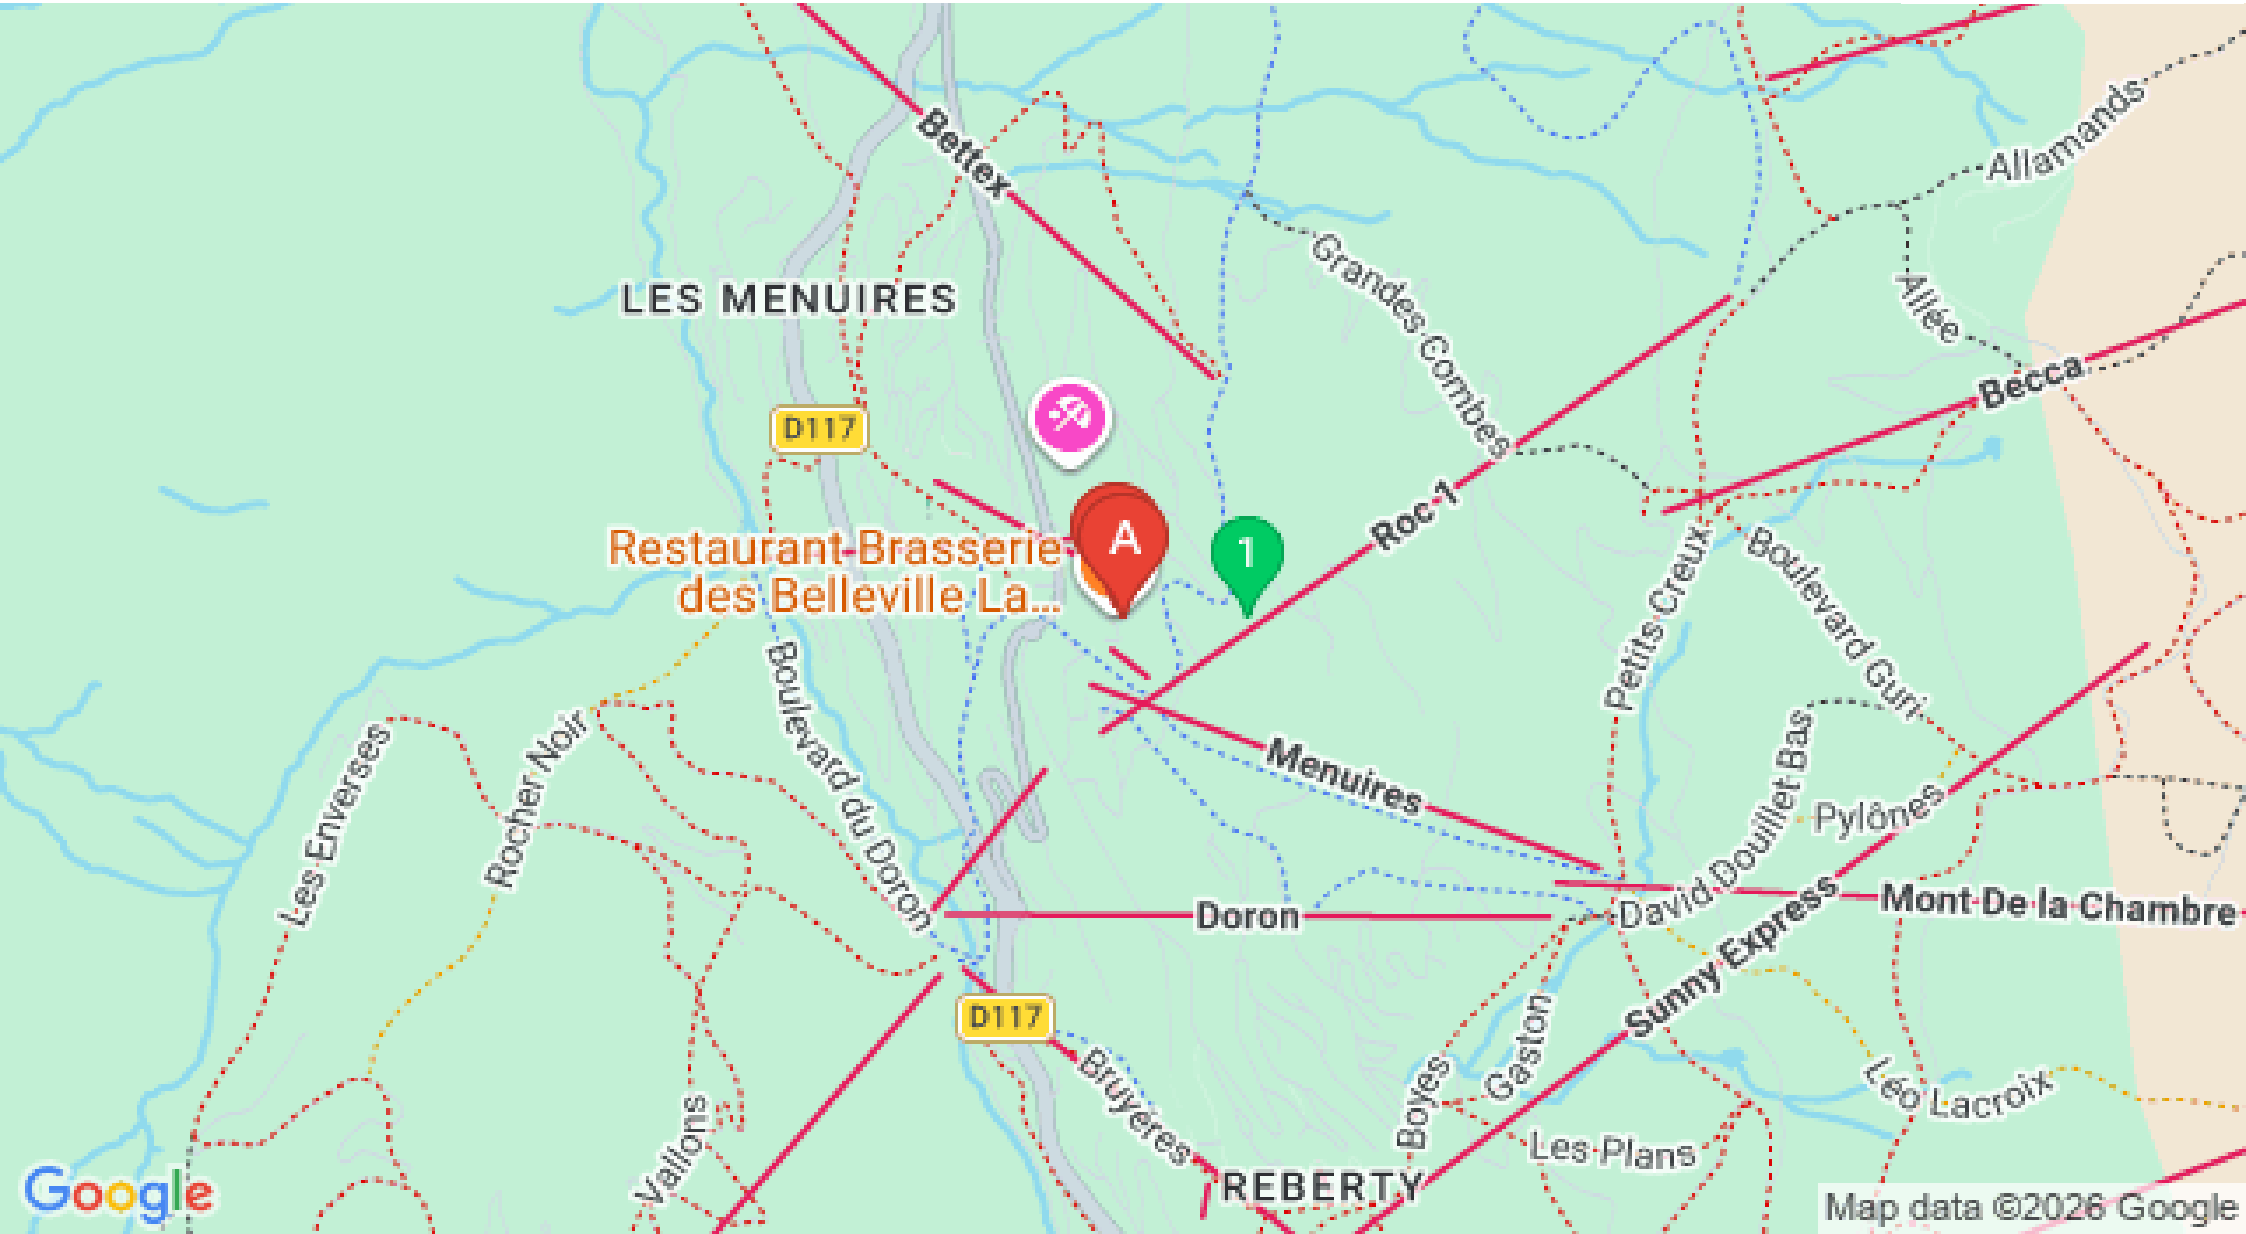 Bettex
Allamands
Grandes Combes
Allée
LES MENUIRES
Becca
D117
Roc 1
A
1
Restaurant Brasserie
des Belleville La...
Petits Creux
Boulevard Guri
Boulevard du Doron
Les Enverses
Rocher Noir
Menuires
David Douillet Bas
Pylônes
Doron
Mont De la Chambre
Sunny Express
D117
Bruyères
Gaston
Boyes
Léo Lacroix
Vallons
Les Plans
REBERTY
Google
Map data ©2026 Google